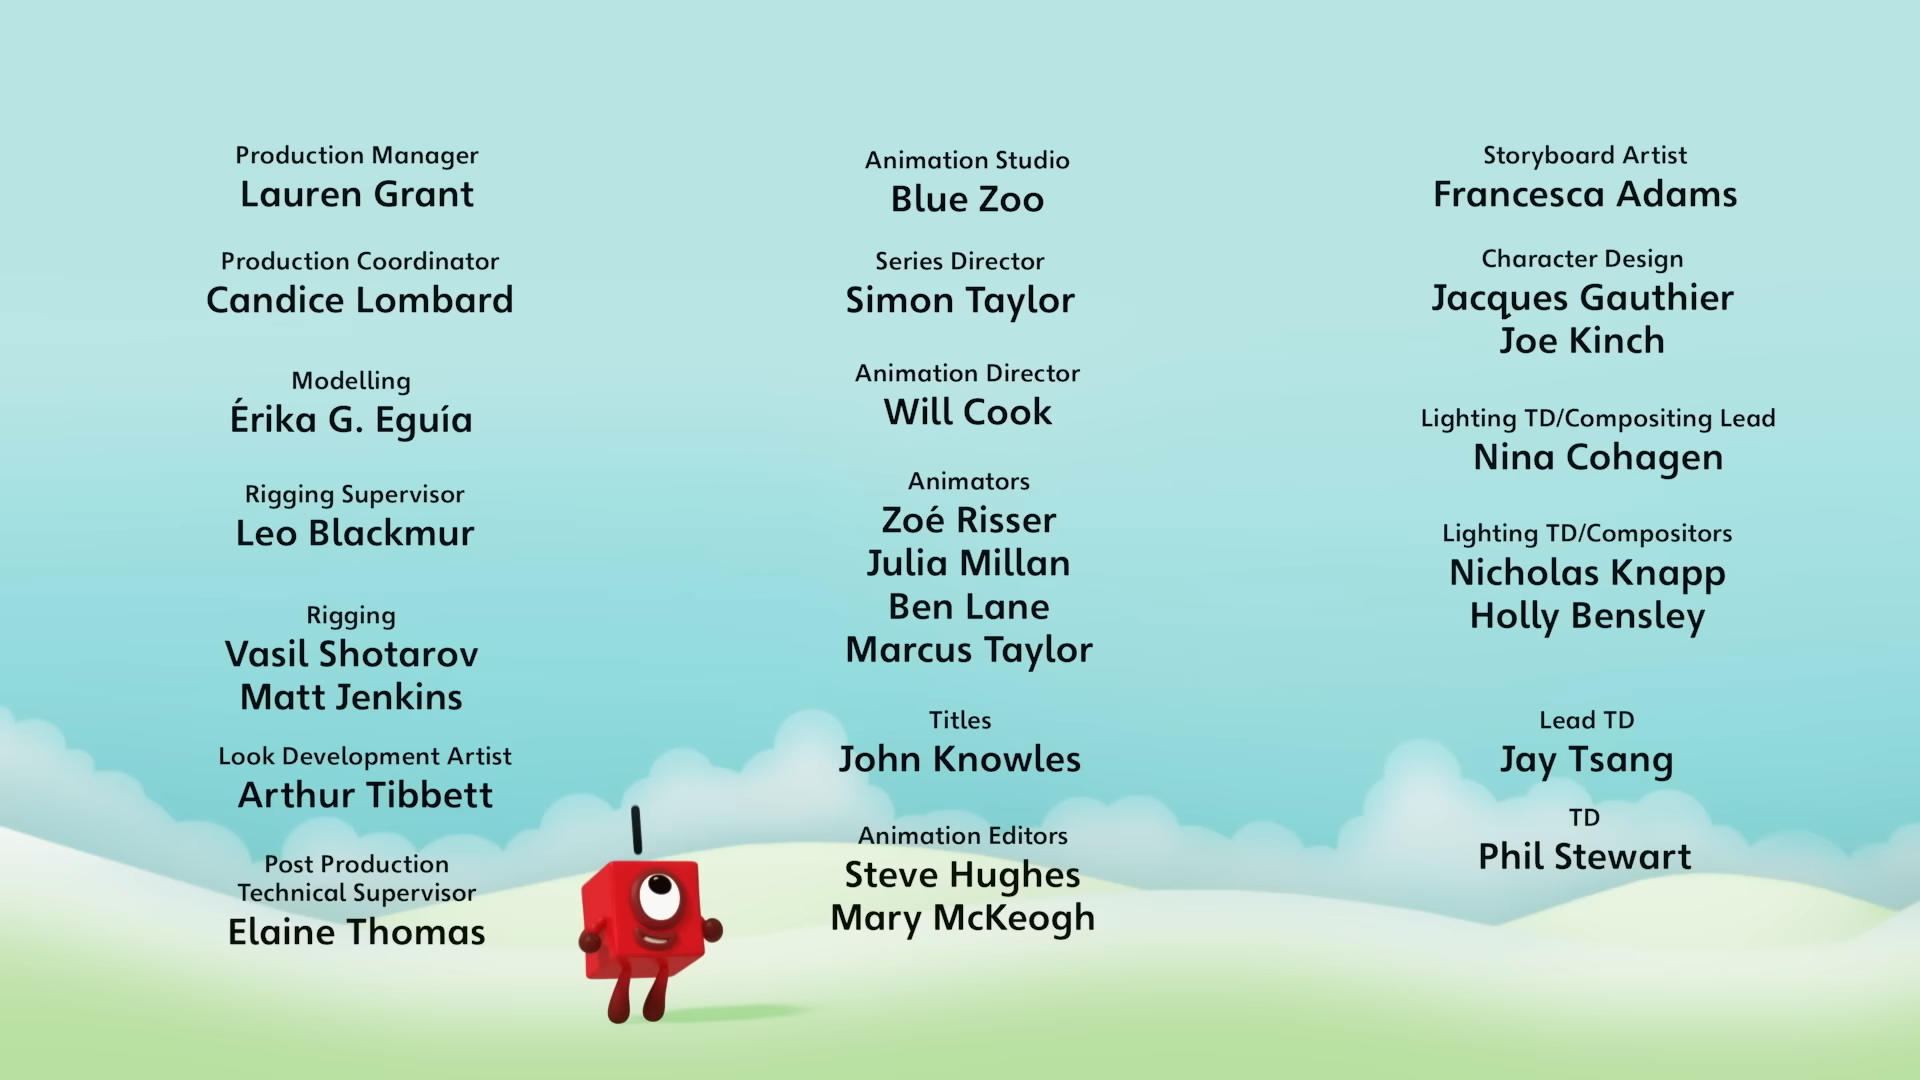 Production Manager
Lauren Grant
Production Coordinator
Candice Lombard
Modelling
Érika G. Eguía
Rigging Supervisor
Leo Blackmur
Rigging
Vasil Shotarov
Matt Jenkins
Look Development Artist
Arthur Tibbett
Post Production
Technical Supervisor
Elaine Thomas
Animation Studio
Blue Zoo
Series Director
Simon Taylor
Animation Director
Will Cook
Animators
Zoé Risser
Julia Millan
Ben Lane
Marcus Taylor
Titles
John Knowles
Animation Editors
Steve Hughes
Mary McKeogh
Storyboard Artist
Francesca Adams
Character Design
Jacques Gauthier
Joe Kinch
Lighting TD/Compositing Lead
Nina Cohagen
Lighting TD/Compositors
Nicholas Knapp
Holly Bensley
Lead TD
Jay Tsang
TD
Phil Stewart